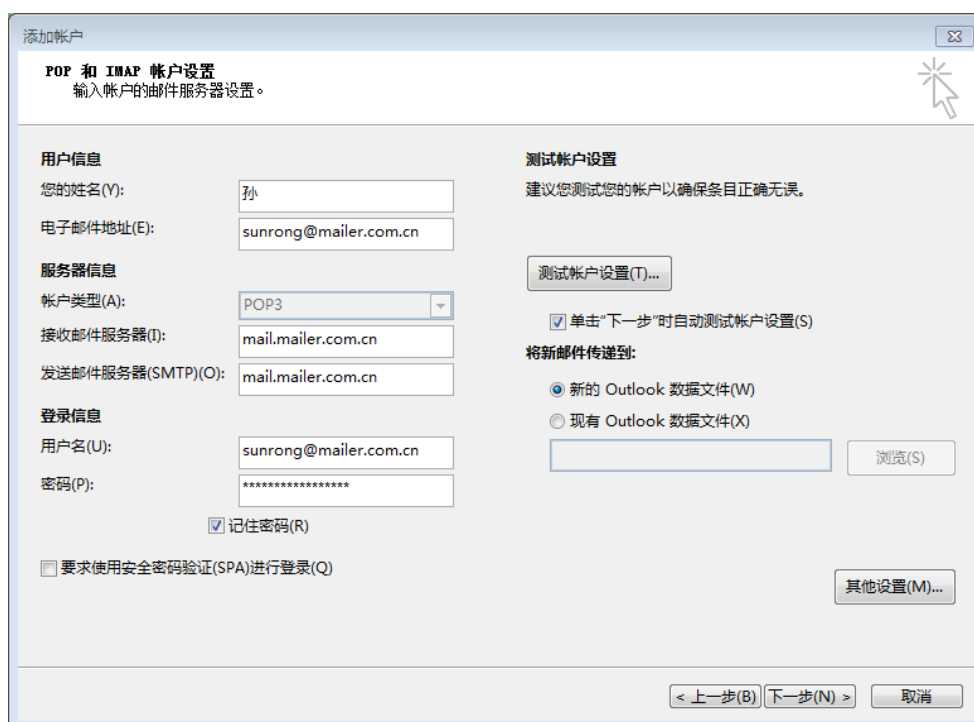 添加帐户
POP 和 IMAP 帐户设置
输入帐户的邮件服务器设置。
用户信息
您的姓名(Y):
孙
电子邮件地址(E):
sunrong@mailer.com.cn
服务器信息
帐户类型(A):
POP3
接收邮件服务器(I):
mail.mailer.com.cn
发送邮件服务器(SMTP)(O):
mail.mailer.com.cn
登录信息
用户名(U):
sunrong@mailer.com.cn
密码(P):
*****************
记住密码(R)
要求使用安全密码验证(SPA)进行登录(Q)
测试帐户设置
建议您测试您的帐户以确保条目正确无误。
测试帐户设置(T)...
单击“下一步”时自动测试帐户设置(S)
将新邮件传递到:
新的 Outlook 数据文件(W)
现有 Outlook 数据文件(X)
浏览(S)
其他设置(M)...
< 上一步(B) 下一步(N) > 取消